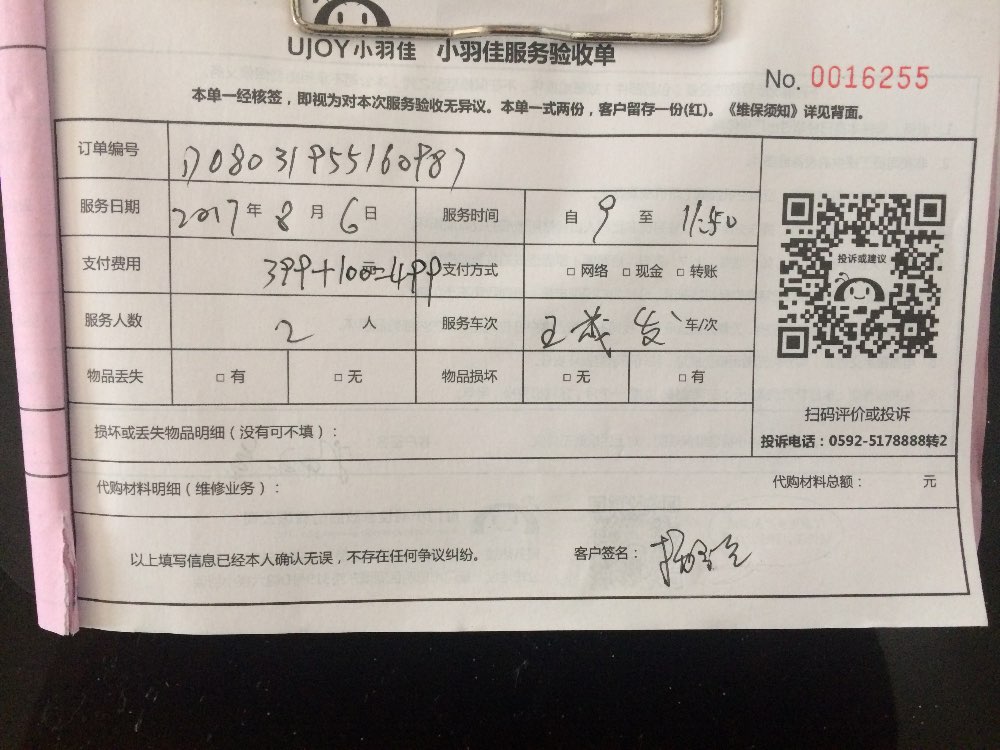 UJOY小羽佳 小羽佳服务验收单
No. 0016255
本单一经核签，即视为对本次服务验收无异议。本单一式两份，客户留存一份(红)。《维保须知》详见背面。
订单编号 D08031955160987
服务日期 2017年8月6日 服务时间 自 9 至 11:50
支付费用 399+100=499 元 支付方式 □ 网络 □ 现金 □ 转账
投诉或建议
服务人数 2 人 服务车次 王 发 车/次
物品丢失 □ 有 □ 无 物品损坏 □ 无 □ 有
扫码评价或投诉
损坏或丢失物品明细（没有可不填）：
投诉电话：0592-5178888转2
代购材料明细（维修业务）： 代购材料总额： 元
以上填写信息已经本人确认无误，不存在任何争议纠纷。 客户签名：